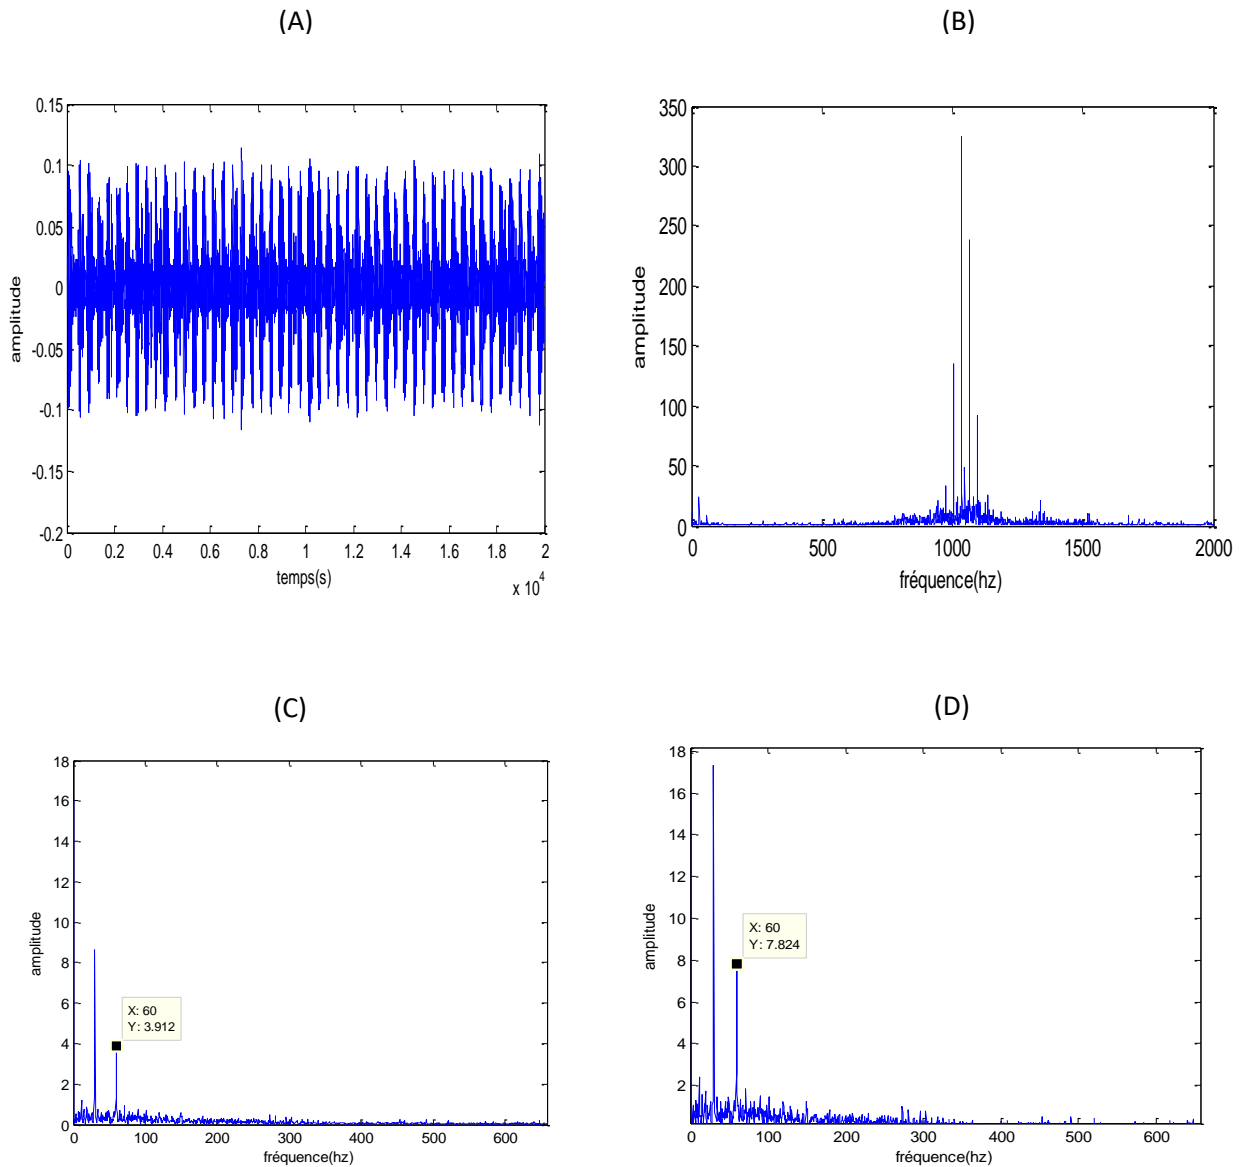 (A)
(B)
0.15
0.1
0.05
0
-0.05
-0.1
-0.15
-0.2
amplitude
0 0.2 0.4 0.6 0.8 1 1.2 1.4 1.6 1.8 2
temps(s)
x 10^4
350
300
250
200
150
100
50
0
amplitude
0 500 1000 1500 2000
fréquence(hz)
(C)
(D)
18
16
14
12
10
8
6
4
2
0
amplitude
X: 60
Y: 3.912
0 100 200 300 400 500 600
fréquence(hz)
18
16
14
12
10
8
6
4
2
amplitude
X: 60
Y: 7.824
0 100 200 300 400 500 600
fréquence(hz)